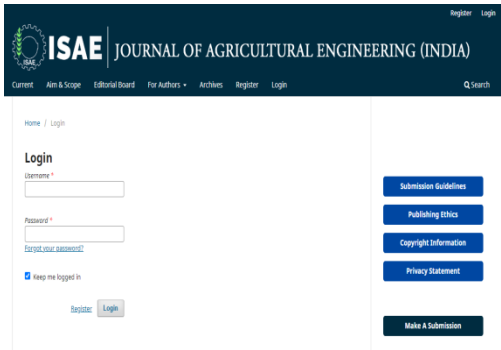 Register Login
ISAE JOURNAL OF AGRICULTURAL ENGINEERING (INDIA)
ISAE
Current Aim & Scope Editorial Board For Authors Archives Register Login Search
Home / Login
Login
Username *
Password *
Forgot your password?
Keep me logged in
Register Login
Submission Guidelines
Publishing Ethics
Copyright Information
Privacy Statement
Make A Submission